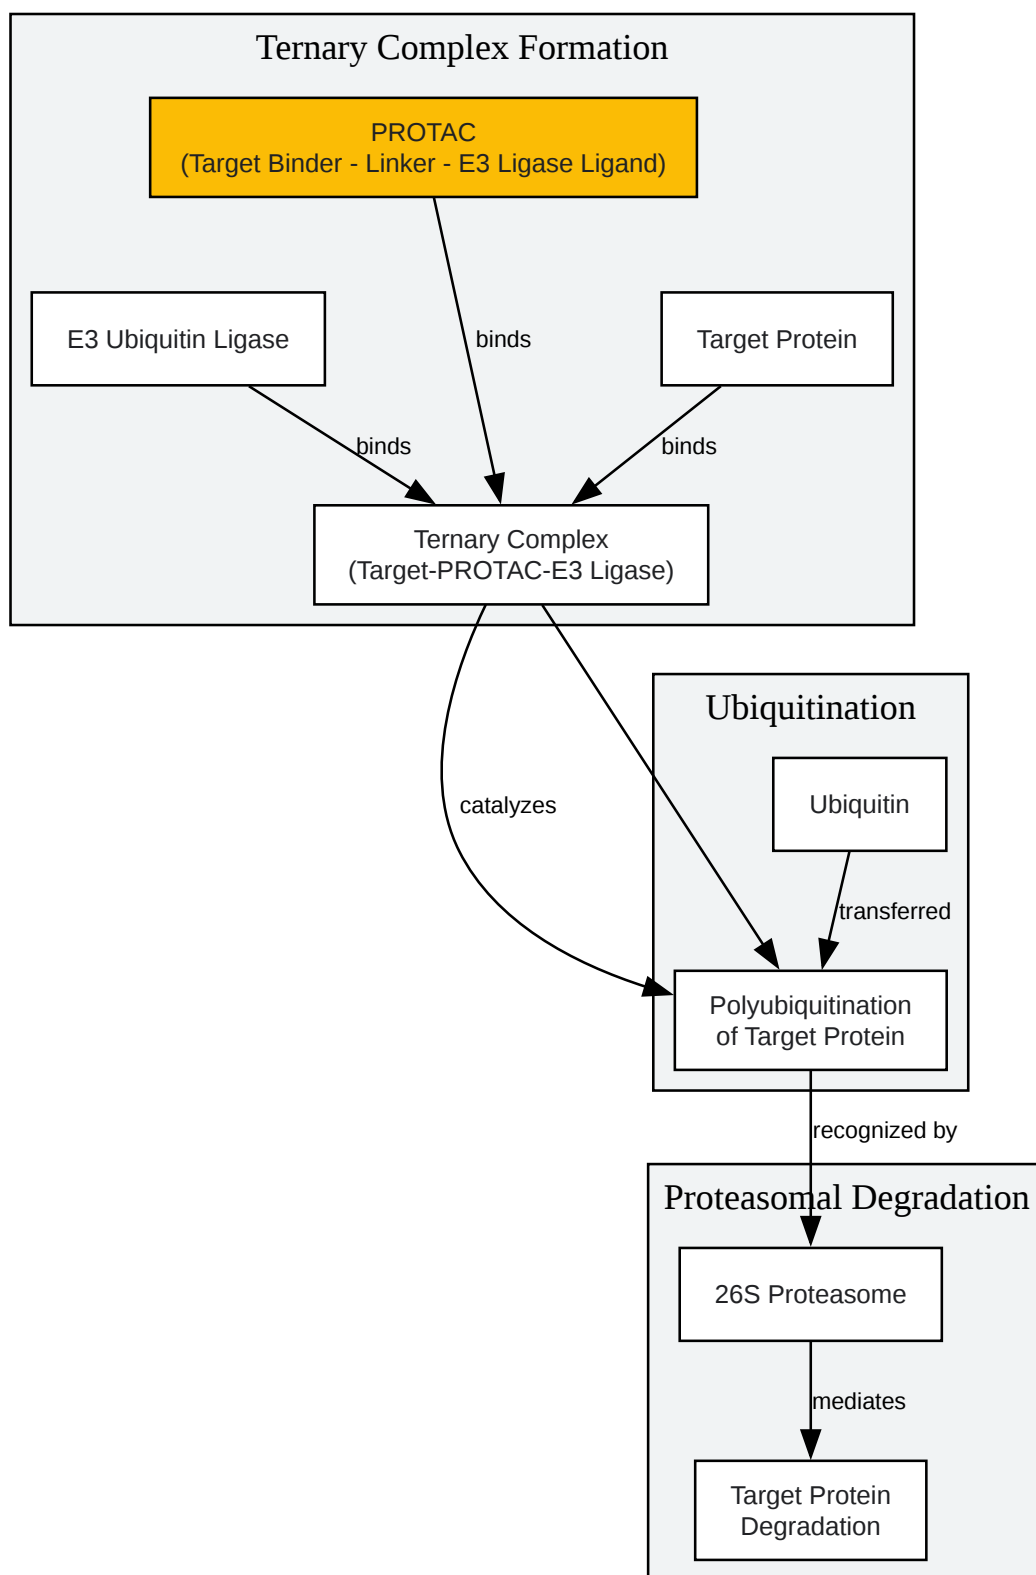 Ternary Complex Formation
PROTAC
(Target Binder - Linker - E3 Ligase Ligand)
E3 Ubiquitin Ligase
binds
Target Protein
binds
binds
Ternary Complex
(Target-PROTAC-E3 Ligase)
Ubiquitination
catalyzes
Ubiquitin
transferred
Polyubiquitination
of Target Protein
recognized by
Proteasomal Degradation
26S Proteasome
mediates
Target Protein
Degradation